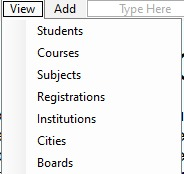 View Add Type Here
Students
Courses
Subjects
Registrations
Institutions
Cities
Boards